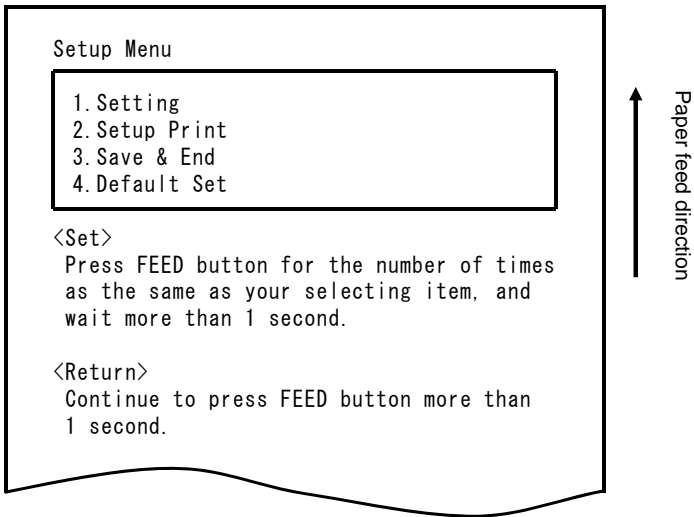 Setup Menu
1.Setting
2.Setup Print
3.Save & End
4.Default Set
<Set>
Press FEED button for the number of times
as the same as your selecting item, and
wait more than 1 second.
<Return>
Continue to press FEED button more than
1 second.
Paper feed direction